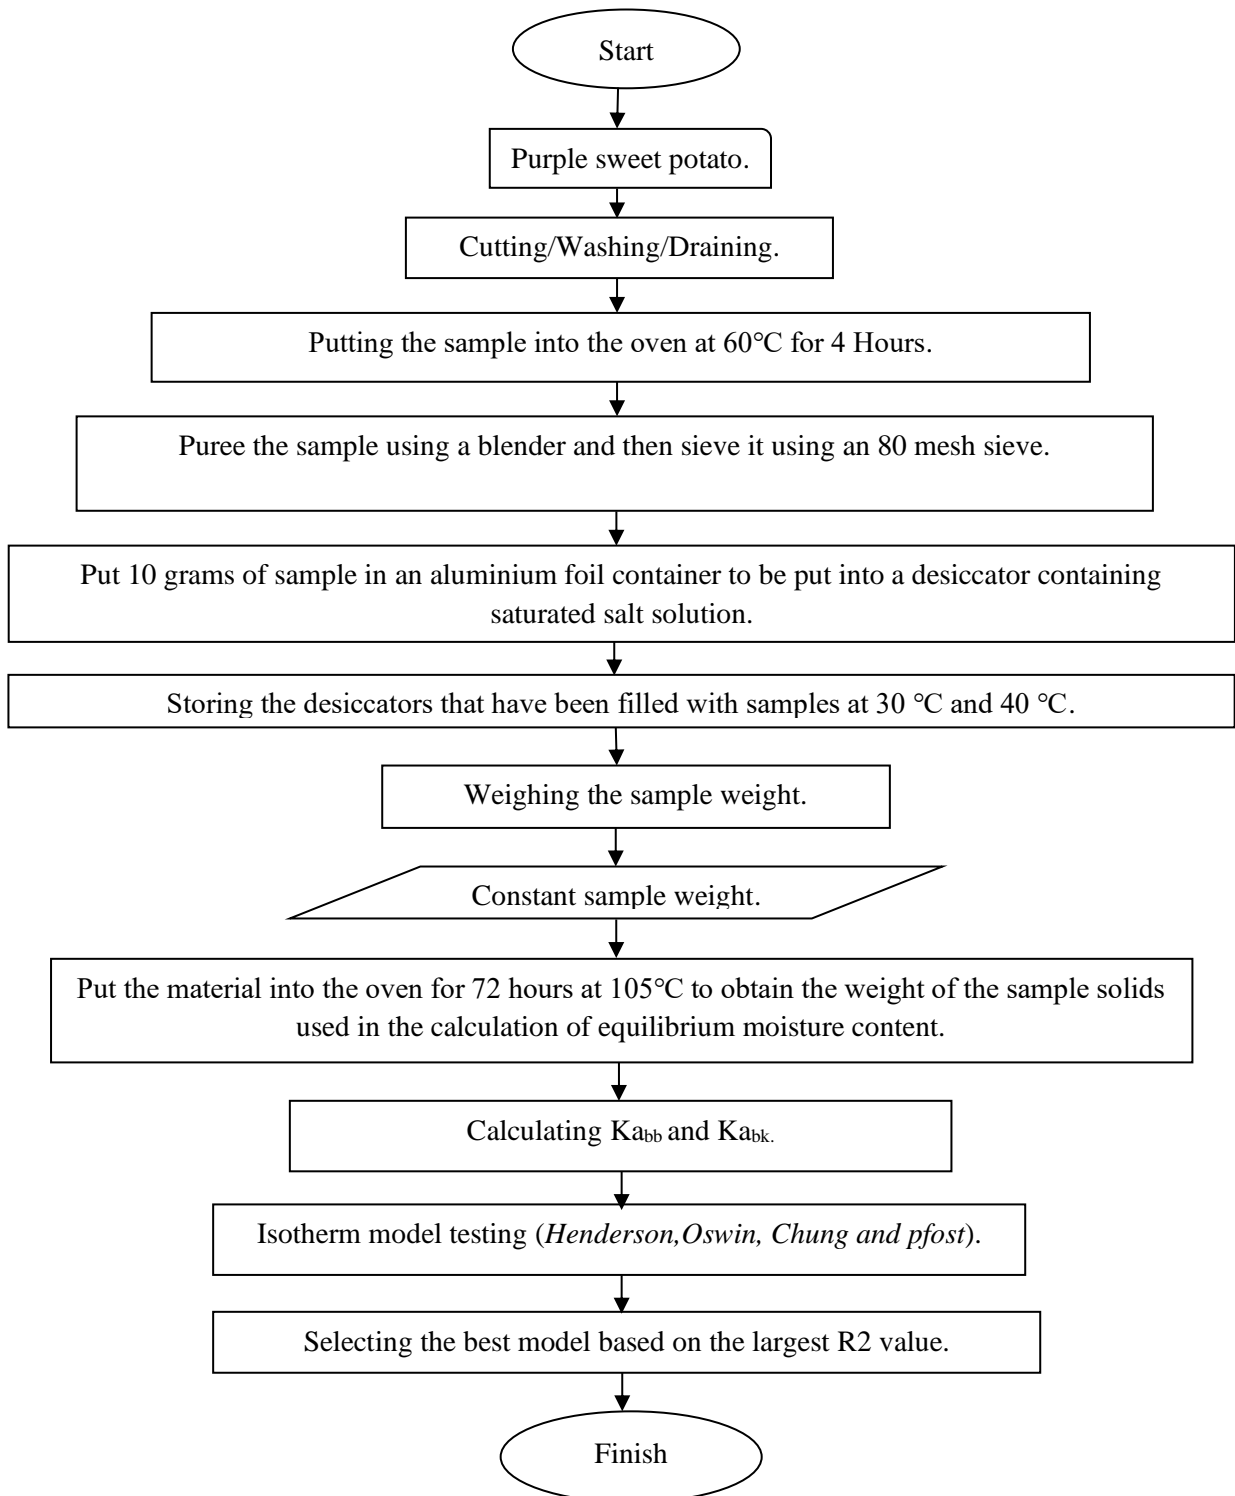 Start
Purple sweet potato.
Cutting/Washing/Draining.
Putting the sample into the oven at 60℃ for 4 Hours.
Puree the sample using a blender and then sieve it using an 80 mesh sieve.
Put 10 grams of sample in an aluminium foil container to be put into a desiccator containing
saturated salt solution.
Storing the desiccators that have been filled with samples at 30 ℃ and 40 ℃.
Weighing the sample weight.
Constant sample weight.
Put the material into the oven for 72 hours at 105℃ to obtain the weight of the sample solids
used in the calculation of equilibrium moisture content.
Calculating Kabb and Kabk.
Isotherm model testing (Henderson,Oswin, Chung and pfost).
Selecting the best model based on the largest R2 value.
Finish